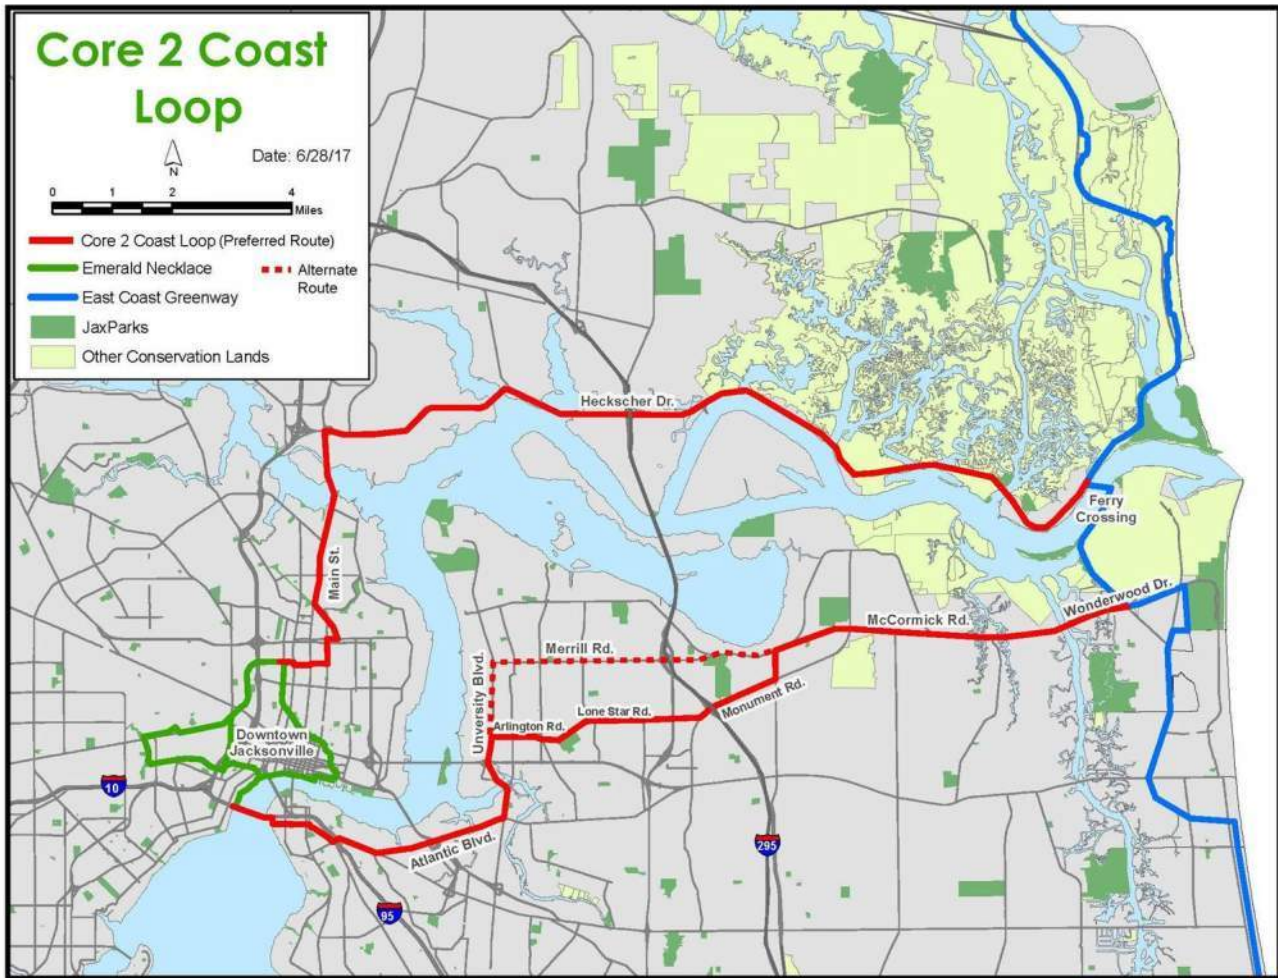 Core 2 Coast
Loop
N
Date: 6/28/17
0 1 2 4
Miles
Core 2 Coast Loop (Preferred Route)
Emerald Necklace
Alternate
Route
East Coast Greenway
JaxParks
Other Conservation Lands
Heckscher Dr.
Ferry
Crossing
Main St.
Wonderwood Dr.
McCormick Rd.
Merrill Rd.
Unversity Blvd.
Monument Rd.
Lone Star Rd.
Arlington Rd.
Downtown
Jacksonville
10
Atlantic Blvd.
295
95